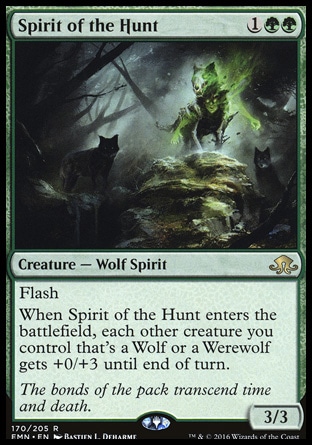 Spirit of the Hunt 1
Creature — Wolf Spirit
Flash
When Spirit of the Hunt enters the
battlefield, each other creature you
control that's a Wolf or a Werewolf
gets +0/+3 until end of turn.
The bonds of the pack transcend time
and death.
3/3
170/205 R
EMN • EN Bastien L. Deharme
™ & © 2016 Wizards of the Coast